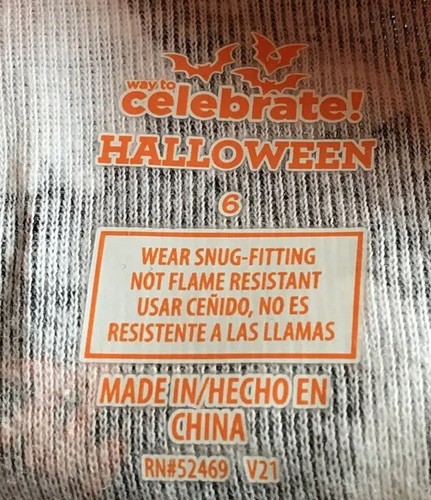 way to
celebrate!
HALLOWEEN
6
WEAR SNUG-FITTING
NOT FLAME RESISTANT
USAR CEÑIDO, NO ES
RESISTENTE A LAS LLAMAS
MADE IN/HECHO EN
CHINA
RN#52469 V21